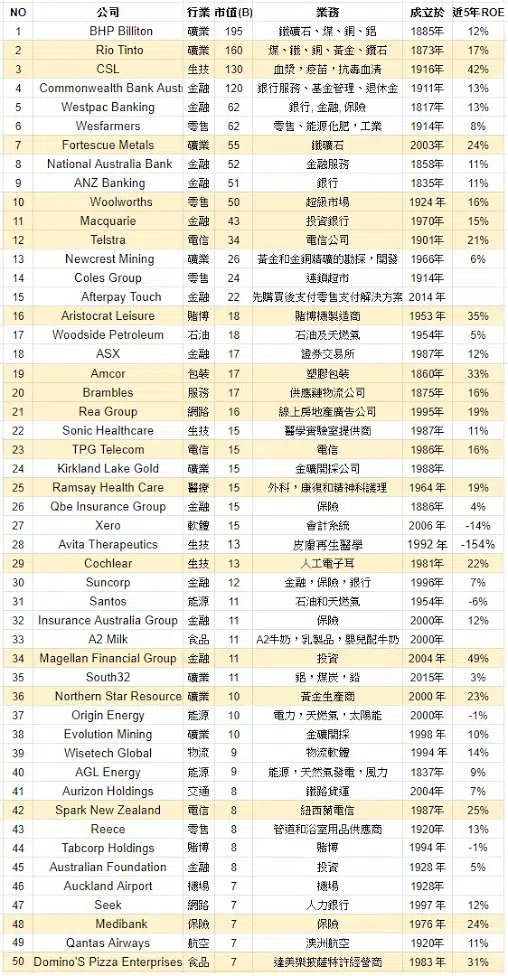 NO 公司 行業 市值(B) 業務 成立於 近5年ROE
1 BHP Billiton 礦業 195 鐵礦石、煤、銅、鋁 1885年 12%
2 Rio Tinto 礦業 160 煤、鐵、銅、黃金、鑽石 1873年 17%
3 CSL 生技 130 血漿，疫苗，抗毒血清 1916年 42%
4 Commonwealth Bank Aust 金融 120 銀行服務、基金管理、退休金 1911年 13%
5 Westpac Banking 金融 62 銀行, 金融, 保險 1817年 13%
6 Wesfarmers 零售 62 零售、能源化肥，工業 1914年 8%
7 Fortescue Metals 礦業 55 鐵礦石 2003年 24%
8 National Australia Bank 金融 52 金融服務 1858年 11%
9 ANZ Banking 金融 51 銀行 1835年 11%
10 Woolworths 零售 50 超級市場 1924 年 16%
11 Macquarie 金融 43 投資銀行 1970年 15%
12 Telstra 電信 34 電信公司 1901年 21%
13 Newcrest Mining 礦業 26 黃金和金銅精礦的勘探，開發 1966年 6%
14 Coles Group 零售 24 連鎖超市 1914年
15 Afterpay Touch 金融 22 先購買後支付零售支付解決方案 2014 年
16 Aristocrat Leisure 賭博 18 賭博機製造商 1953 年 35%
17 Woodside Petroleum 石油 18 石油及天燃氣 1954年 5%
18 ASX 金融 17 證券交易所 1987年 12%
19 Amcor 包裝 17 塑膠包裝 1860年 33%
20 Brambles 服務 17 供應鏈物流公司 1875年 16%
21 Rea Group 網路 16 線上房地產廣告公司 1995年 19%
22 Sonic Healthcare 生技 15 醫學實驗室提供商 1987年 11%
23 TPG Telecom 電信 15 電信 1986年 16%
24 Kirkland Lake Gold 礦業 15 金礦開採公司 1988年
25 Ramsay Health Care 醫療 15 外科，康復和精神科護理 1964 年 19%
26 Qbe Insurance Group 金融 15 保險 1886年 4%
27 Xero 軟體 15 會計系統 2006 年 -14%
28 Avita Therapeutics 生技 13 皮膚再生醫學 1992 年 -154%
29 Cochlear 生技 13 人工電子耳 1981年 22%
30 Suncorp 金融 12 金融，保險，銀行 1996年 7%
31 Santos 能源 11 石油和天燃氣 1954年 -6%
32 Insurance Australia Group 金融 11 保險 2000年 12%
33 A2 Milk 食品 11 A2牛奶，乳製品，嬰兒配牛奶 2000年
34 Magellan Financial Group 金融 11 投資 2004 年 49%
35 South32 礦業 11 鋁，煤炭，鉛 2015年 3%
36 Northern Star Resource 礦業 10 黃金生產商 2000 年 23%
37 Origin Energy 能源 10 電力，天燃氣，太陽能 2000年 -1%
38 Evolution Mining 礦業 10 金礦開採 1998 年 10%
39 Wisetech Global 物流 9 物流軟體 1994 年 14%
40 AGL Energy 能源 9 能源，天然氣發電，風力 1837年 9%
41 Aurizon Holdings 交通 8 鐵路貨運 2004年 7%
42 Spark New Zealand 電信 8 紐西蘭電信 1987年 25%
43 Reece 零售 8 管道和浴室用品供應商 1920年 13%
44 Tabcorp Holdings 賭博 8 賭博 1994 年 -1%
45 Australian Foundation 金融 8 投資 1928 年 5%
46 Auckland Airport 機場 7 機場 1928年
47 Seek 網路 7 人力銀行 1997 年 12%
48 Medibank 保險 7 保險 1976 年 24%
49 Qantas Airways 航空 7 澳洲航空 1920年 11%
50 Domino'S Pizza Enterprises 食品 7 達美樂披薩特許經營商 1983 年 31%